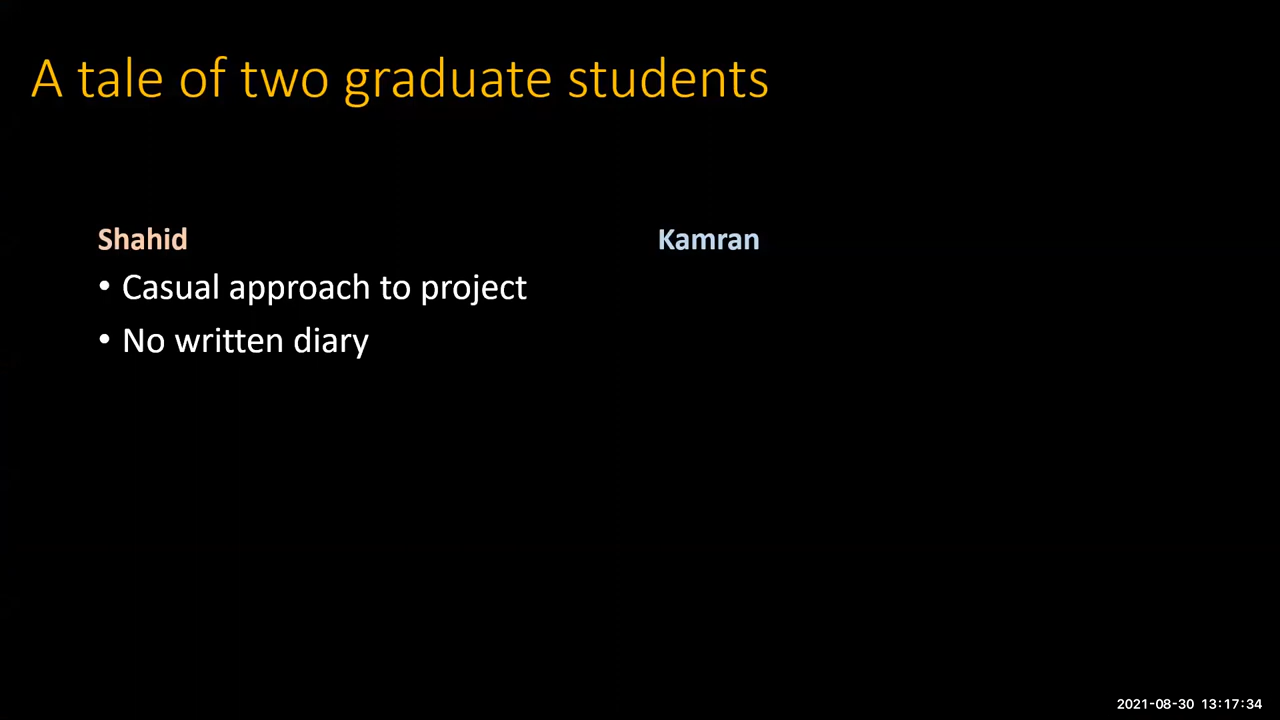 A tale of two graduate students
Shahid
• Casual approach to project
• No written diary
Kamran
2021-08-30 13:17:34